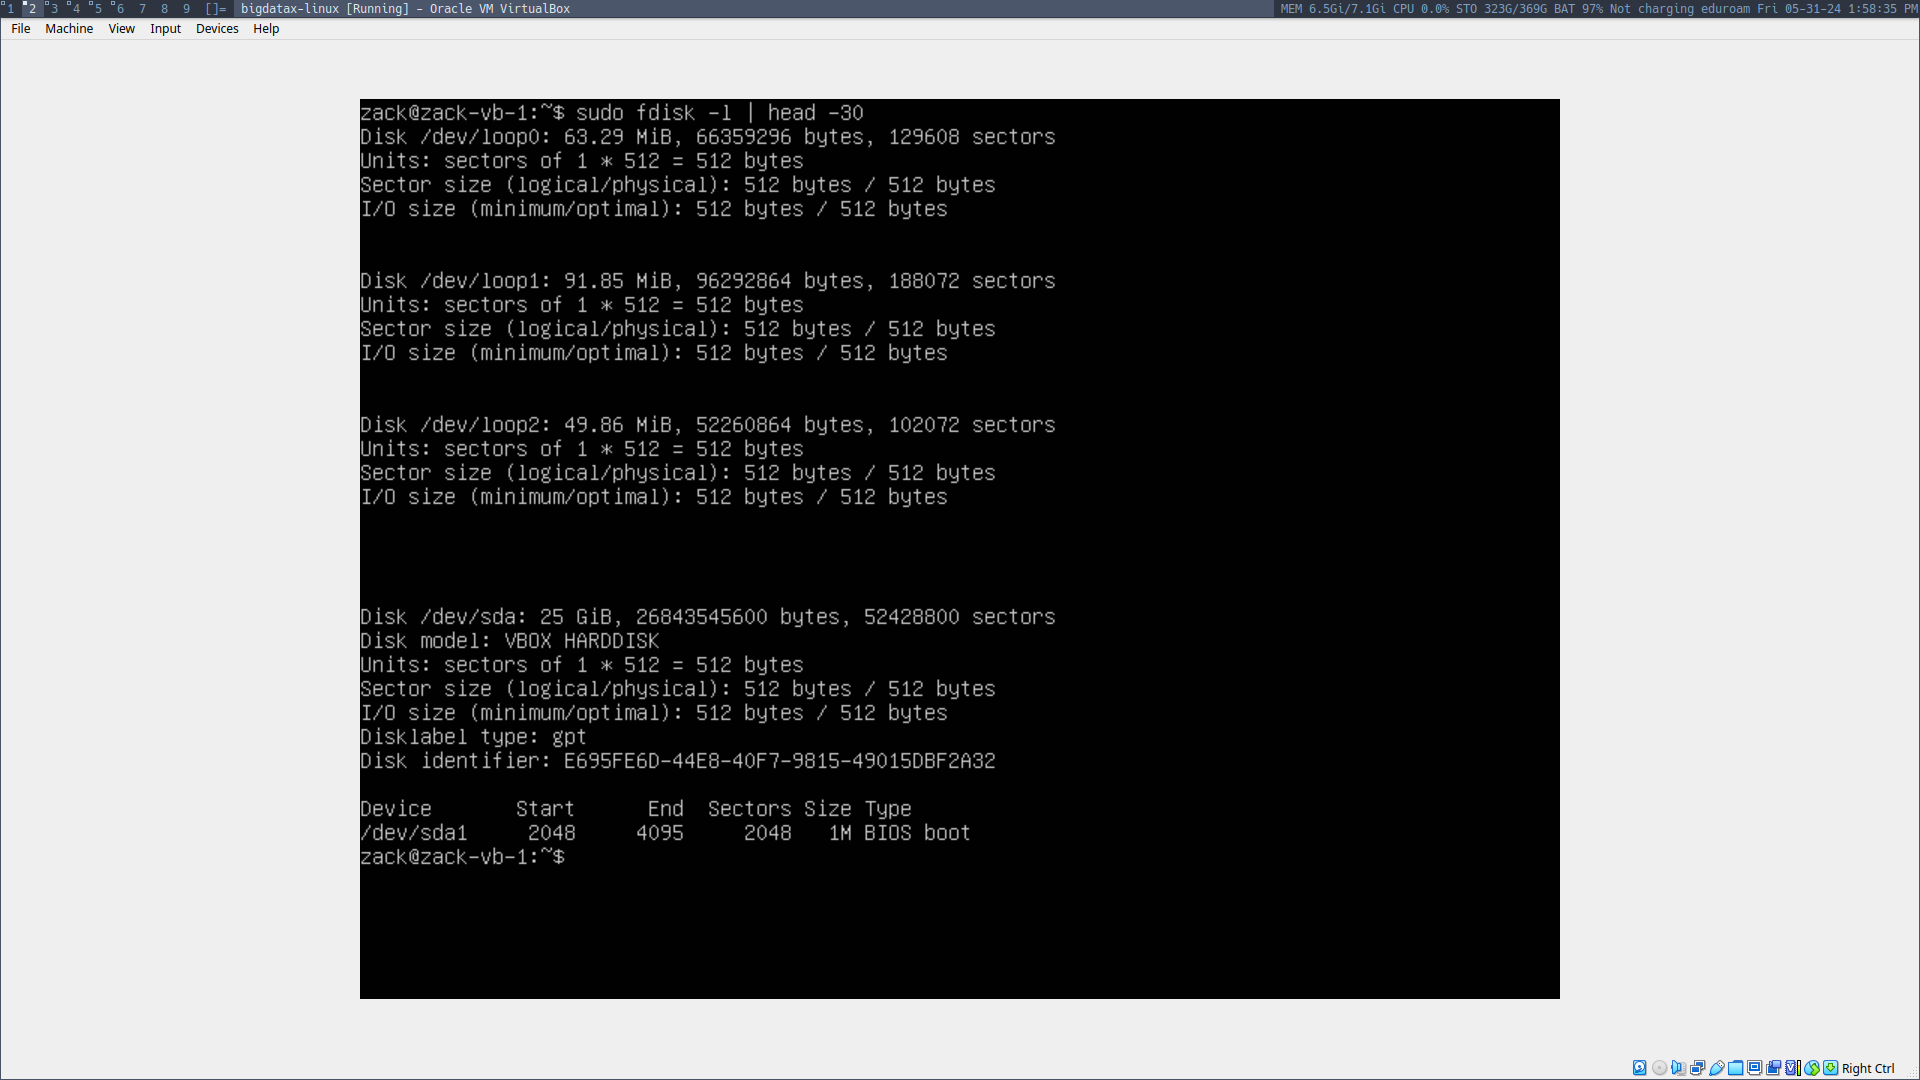 1 2 3 4 5 6 7 8 9 []= bigdatax-linux [Running] - Oracle VM VirtualBox MEM 6.5Gi/7.1Gi CPU 0.0% STO 323G/369G BAT 97% Not charging eduroam Fri 05-31-24 1:58:35 PM
File Machine View Input Devices Help
zack@zack-vb-1:~$ sudo fdisk -l | head -30
Disk /dev/loop0: 63.29 MiB, 66359296 bytes, 129608 sectors
Units: sectors of 1 * 512 = 512 bytes
Sector size (logical/physical): 512 bytes / 512 bytes
I/O size (minimum/optimal): 512 bytes / 512 bytes
Disk /dev/loop1: 91.85 MiB, 96292864 bytes, 188072 sectors
Units: sectors of 1 * 512 = 512 bytes
Sector size (logical/physical): 512 bytes / 512 bytes
I/O size (minimum/optimal): 512 bytes / 512 bytes
Disk /dev/loop2: 49.86 MiB, 52260864 bytes, 102072 sectors
Units: sectors of 1 * 512 = 512 bytes
Sector size (logical/physical): 512 bytes / 512 bytes
I/O size (minimum/optimal): 512 bytes / 512 bytes
Disk /dev/sda: 25 GiB, 26843545600 bytes, 52428800 sectors
Disk model: VBOX HARDDISK
Units: sectors of 1 * 512 = 512 bytes
Sector size (logical/physical): 512 bytes / 512 bytes
I/O size (minimum/optimal): 512 bytes / 512 bytes
Disklabel type: gpt
Disk identifier: E695FE6D-44E8-40F7-9815-49015DBF2A32
Device Start End Sectors Size Type
/dev/sda1 2048 4095 2048 1M BIOS boot
zack@zack-vb-1:~$
Right Ctrl